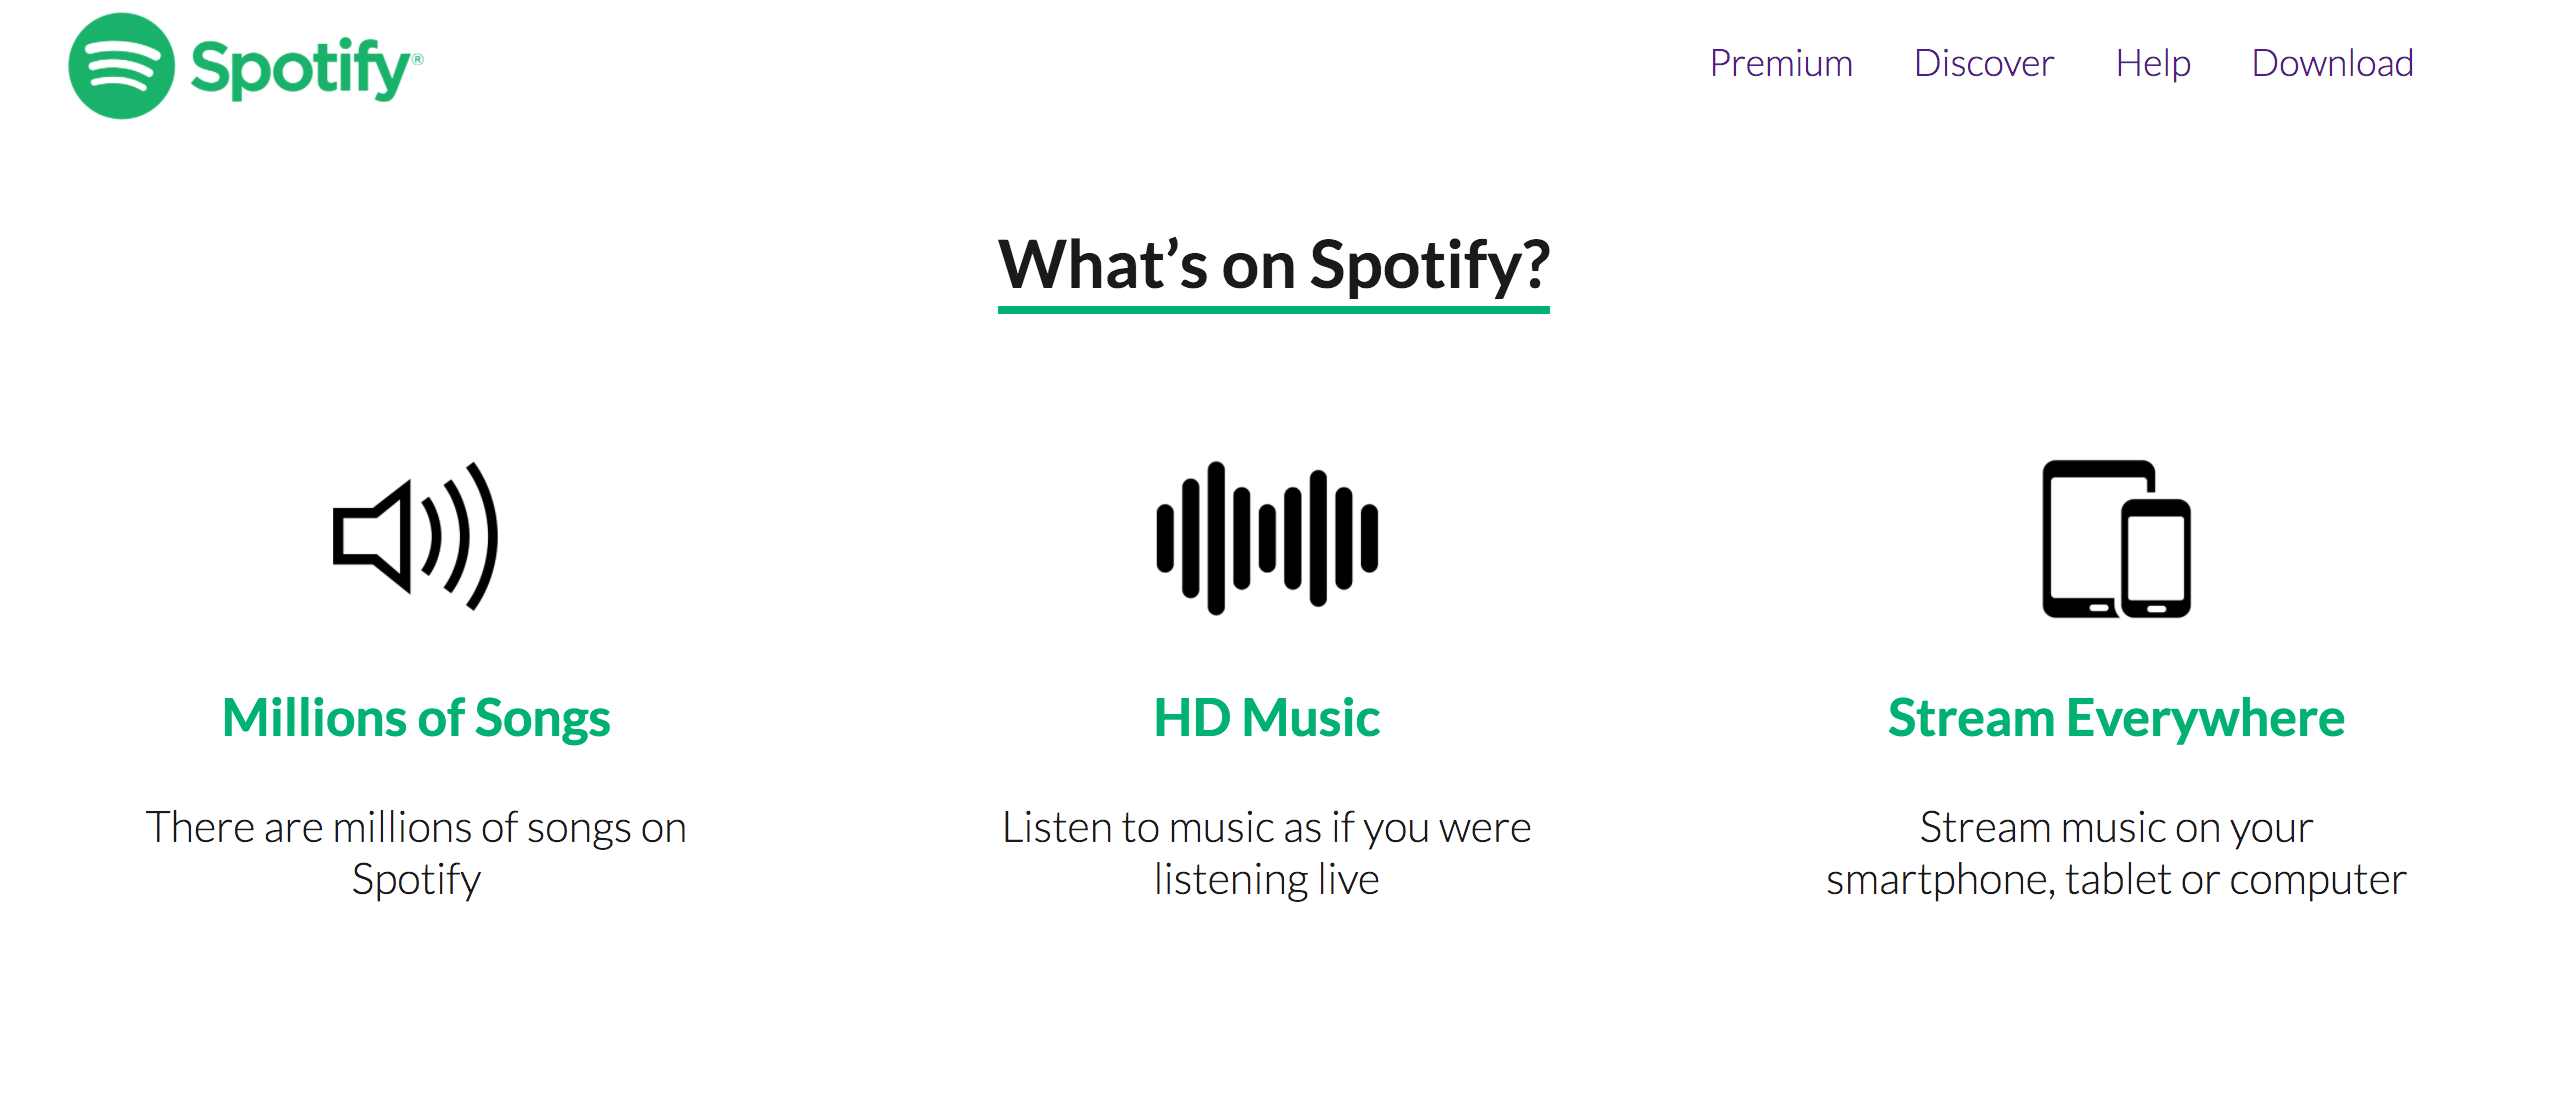 Spotify®
Premium Discover Help Download
What’s on Spotify?
Millions of Songs
There are millions of songs on
Spotify
HD Music
Listen to music as if you were
listening live
Stream Everywhere
Stream music on your
smartphone, tablet or computer